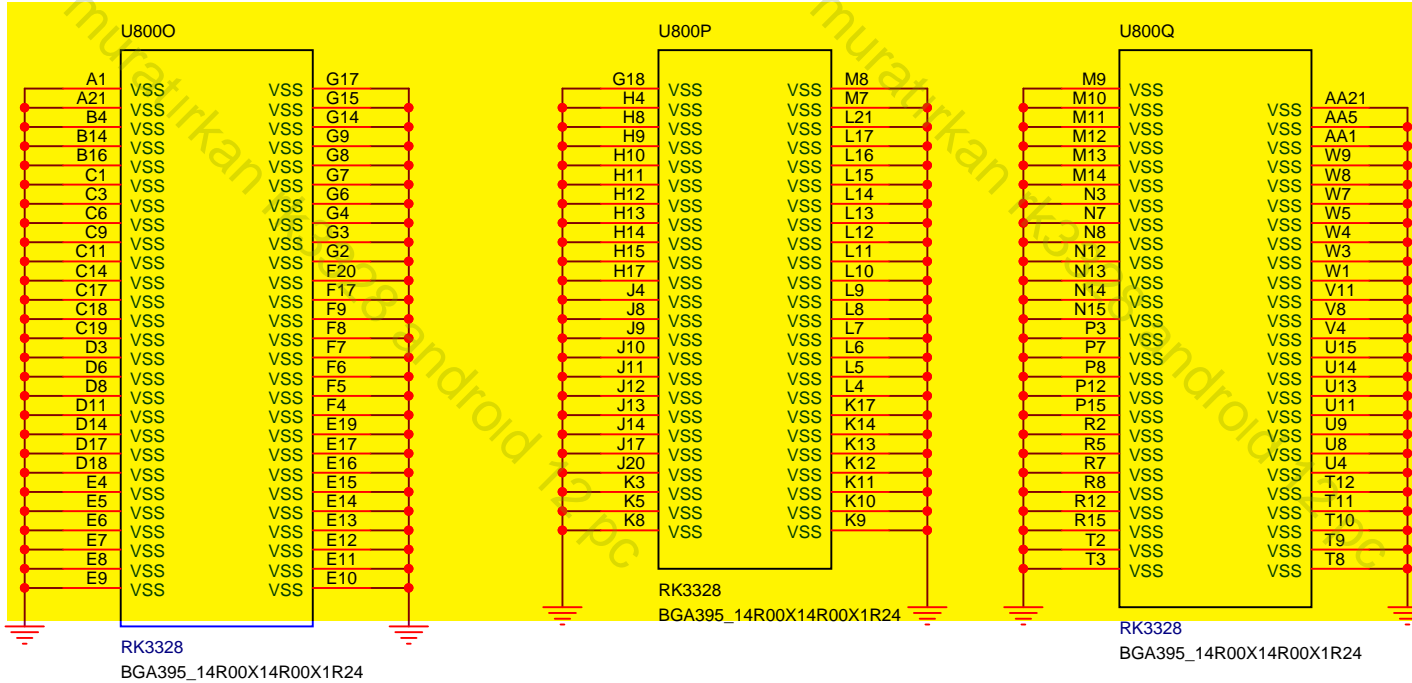 U800O
A1 VSS VSS G17
A21 VSS VSS G15
B4 VSS VSS G14
B14 VSS VSS G9
B16 VSS VSS G8
C1 VSS VSS G7
C3 VSS VSS G6
C6 VSS VSS G4
C9 VSS VSS G3
C11 VSS VSS G2
C14 VSS VSS F20
C17 VSS VSS F17
C18 VSS VSS F9
C19 VSS VSS F8
D3 VSS VSS F7
D6 VSS VSS F6
D8 VSS VSS F5
D11 VSS VSS F4
D14 VSS VSS E19
D17 VSS VSS E17
D18 VSS VSS E16
E4 VSS VSS E15
E5 VSS VSS E14
E6 VSS VSS E13
E7 VSS VSS E12
E8 VSS VSS E11
E9 VSS VSS E10
RK3328
BGA395_14R00X14R00X1R24
U800P
G18 VSS VSS M8
H4 VSS VSS M7
H8 VSS VSS L21
H9 VSS VSS L17
H10 VSS VSS L16
H11 VSS VSS L15
H12 VSS VSS L14
H13 VSS VSS L13
H14 VSS VSS L12
H15 VSS VSS L11
H17 VSS VSS L10
J4 VSS VSS L9
J8 VSS VSS L8
J9 VSS VSS L7
J10 VSS VSS L6
J11 VSS VSS L5
J12 VSS VSS L4
J13 VSS VSS K17
J14 VSS VSS K14
J17 VSS VSS K13
J20 VSS VSS K12
K3 VSS VSS K11
K5 VSS VSS K10
K8 VSS VSS K9
RK3328
BGA395_14R00X14R00X1R24
U800Q
M9 VSS
M10 VSS VSS AA21
M11 VSS VSS AA5
M12 VSS VSS AA1
M13 VSS VSS W9
M14 VSS VSS W8
N3 VSS VSS W7
N7 VSS VSS W5
N8 VSS VSS W4
N12 VSS VSS W3
N13 VSS VSS W1
N14 VSS VSS V11
N15 VSS VSS V8
P3 VSS VSS V4
P7 VSS VSS U15
P8 VSS VSS U14
P12 VSS VSS U13
P15 VSS VSS U11
R2 VSS VSS U9
R5 VSS VSS U8
R7 VSS VSS U4
R8 VSS VSS T12
R12 VSS VSS T11
R15 VSS VSS T10
T2 VSS VSS T9
T3 VSS VSS T8
RK3328
BGA395_14R00X14R00X1R24
muratırkan rk3328 android 12 pc
muratırkan rk3328 android 12 pc